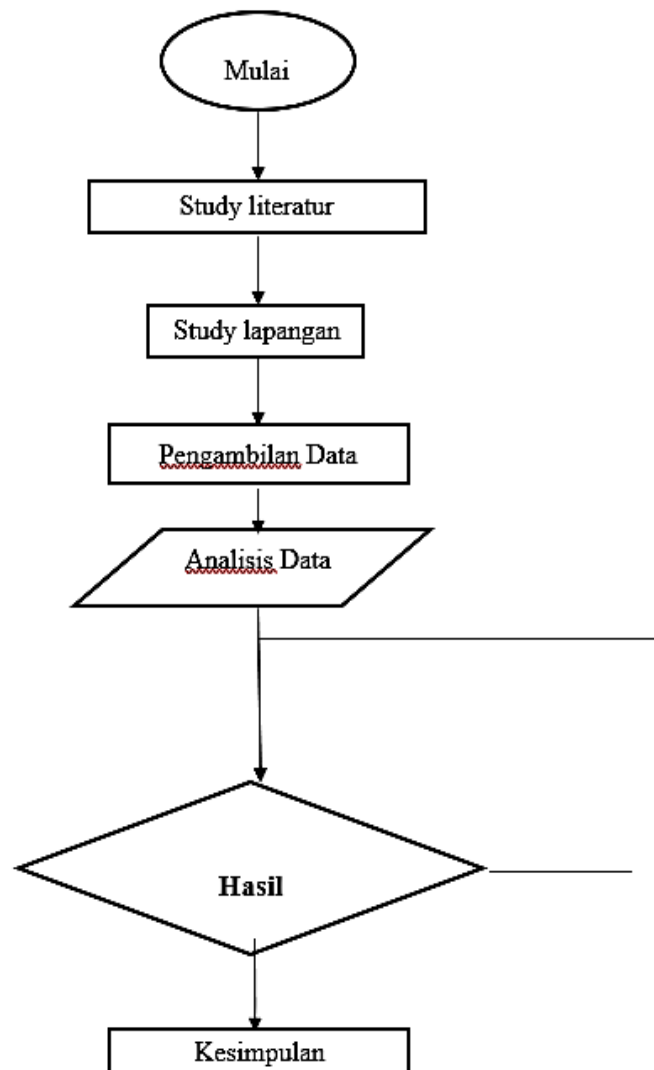 Mulai
Study literatur
Study lapangan
Pengambilan Data
Analisis Data
Hasil
Kesimpulan